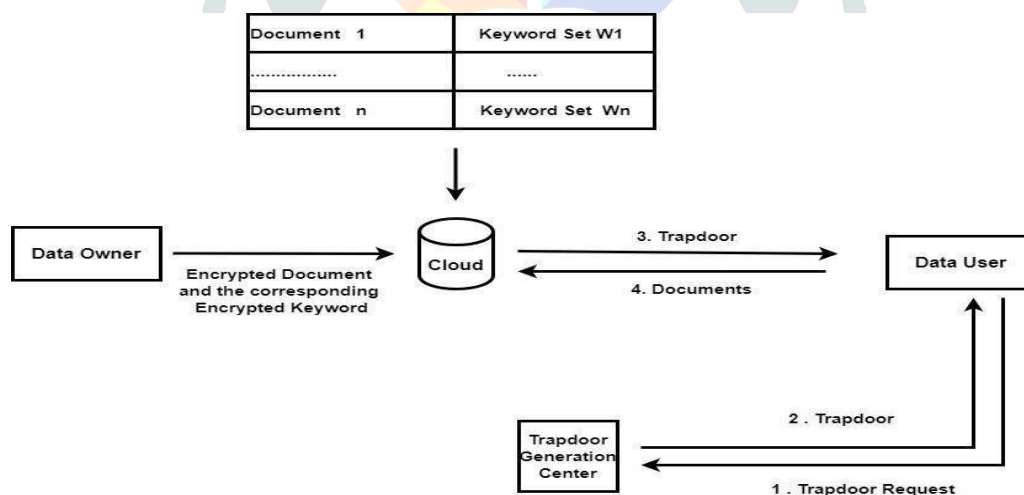 Document 1 Keyword Set W1
................. ......
Document n Keyword Set Wn
Data Owner
Encrypted Document
and the corresponding
Encrypted Keyword
Cloud
3. Trapdoor
4. Documents
Data User
2 . Trapdoor
Trapdoor
Generation
Center
1 . Trapdoor Request